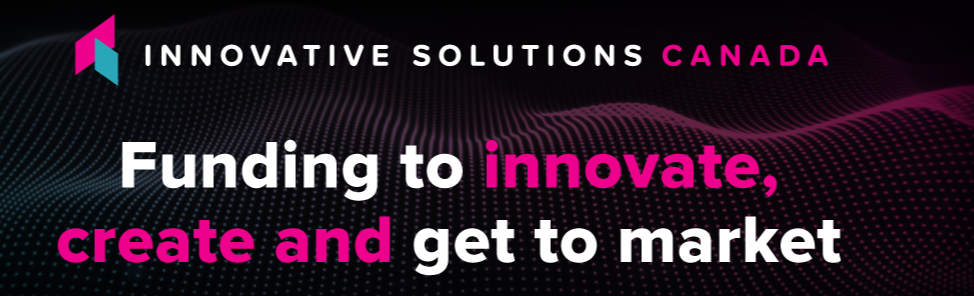 INNOVATIVE SOLUTIONS CANADA
Funding to innovate,
create and get to market